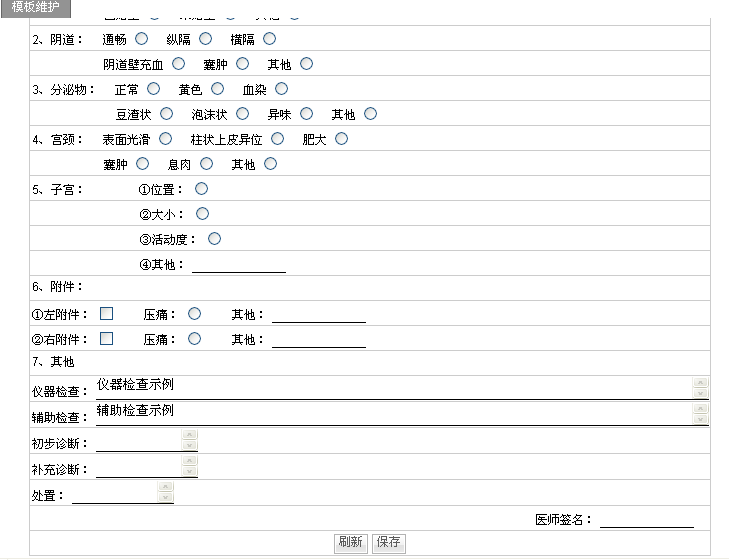 模板维护
2、阴道： 通畅 纵隔 横隔
阴道壁充血 囊肿 其他
3、分泌物： 正常 黄色 血染
豆渣状 泡沫状 异味 其他
4、宫颈： 表面光滑 柱状上皮异位 肥大
囊肿 息肉 其他
5、子宫： ①位置：
②大小：
③活动度：
④其他：
6、附件：
①左附件： 压痛： 其他：
②右附件： 压痛： 其他：
7、其他
仪器检查： 仪器检查示例
辅助检查： 辅助检查示例
初步诊断：
补充诊断：
处置：
医师签名：
刷新 保存